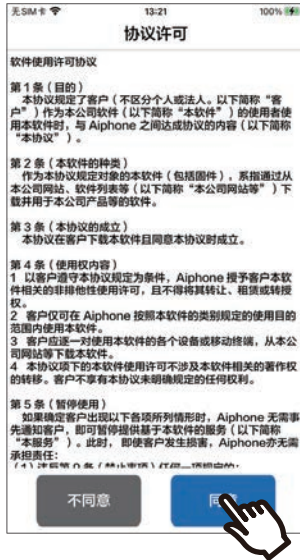 无SIM卡 13:21 100%
协议许可
软件使用许可协议
第1条（目的）
本协议规定了客户（不区分个人或法人。以下简称“客
户”）作为本公司软件（以下简称“本软件”）的使用者使
用本软件时，与 Aiphone 之间达成协议的内容（以下简称
“本协议”）。
第2条（本软件的种类）
作为本协议规定对象的本软件（包括固件），系指通过从
本公司网站、软件列表等（以下简称“本公司网站等”）下
载并用于本公司产品等的软件。
第3条（本协议的成立）
本协议在客户下载本软件且同意本协议时成立。
第4条（使用权内容）
1 以客户遵守本协议规定为条件，Aiphone 授予客户本软
件相关的非排他性使用许可，且不得将其转让、租赁或转授
权。
2 客户仅可在 Aiphone 按照本软件的类别规定的使用目的
范围内使用本软件。
3 客户应逐一对使用本软件的各个设备或移动终端，从本公
司网站等下载本软件。
4 本协议项下的本软件使用许可不涉及本软件相关的著作权
的转移。客户不享有本协议未明确规定的任何权利。
第5条（暂停使用）
如果确定客户出现以下各项所列情形时，Aiphone 无需事
先通知客户，即可暂停提供基于本软件的服务（以下简称
“本服务”）。此时，即使客户发生损害，Aiphone亦无需
承担责任：
（1）违反第9条（禁止事项）任何一项规定的；
不同意 同